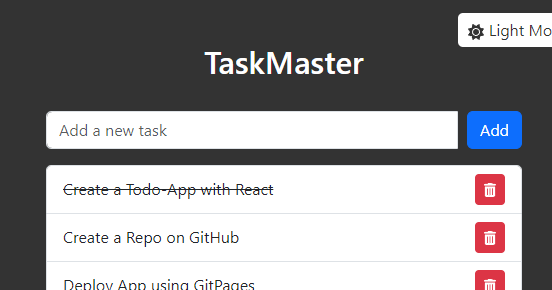 Light Mo
TaskMaster
Add a new task
Add
Create a Todo-App with React
Create a Repo on GitHub
Deploy App using GitPages